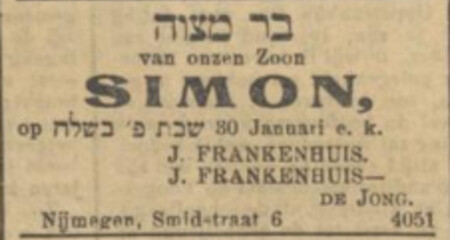 בר מצוה
van onzen Zoon
SIMON,
op שבת פ' בשלח 30 Januari e. k.
J. FRANKENHUIS.
J. FRANKENHUIS—
DE JONG.
Nijmegen, Smidstraat 6 4051